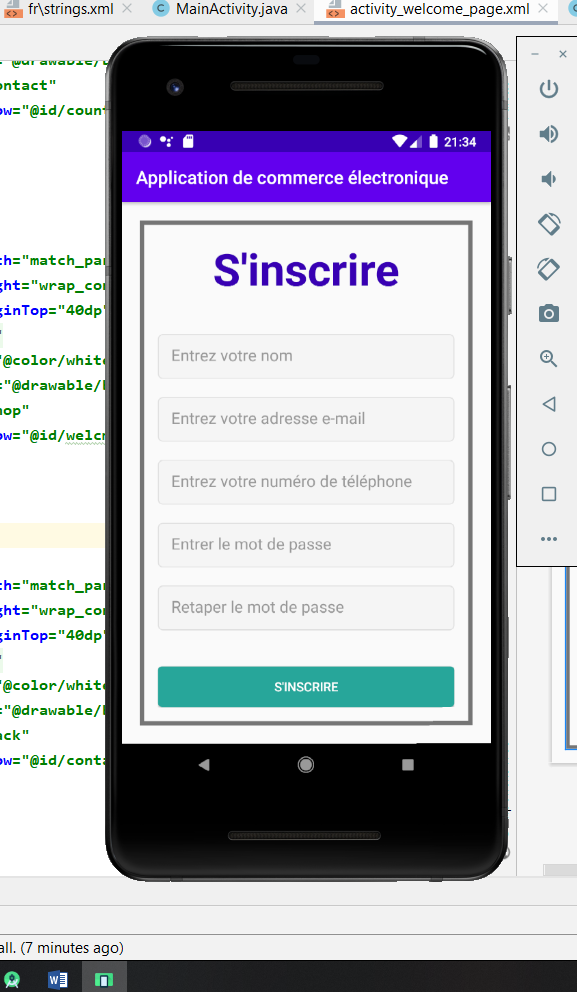 fr\strings.xml
MainActivity.java
activity_welcome_page.xml
ontact"
ow="@id/coun
21:34
Application de commerce électronique
S'inscrire
th="match_par
ght="wrap_con
ginTop="40dp"
Entrez votre nom
"@color/white
="@drawable/b
Entrez votre adresse e-mail
hop"
ow="@id/welcm
Entrez votre numéro de téléphone
Entrer le mot de passe
th="match_par
ght="wrap_con
Retaper le mot de passe
ginTop="40dp"
"@color/white
S'INSCRIRE
="@drawable/b
ack"
ow="@id/conta
all. (7 minutes ago)